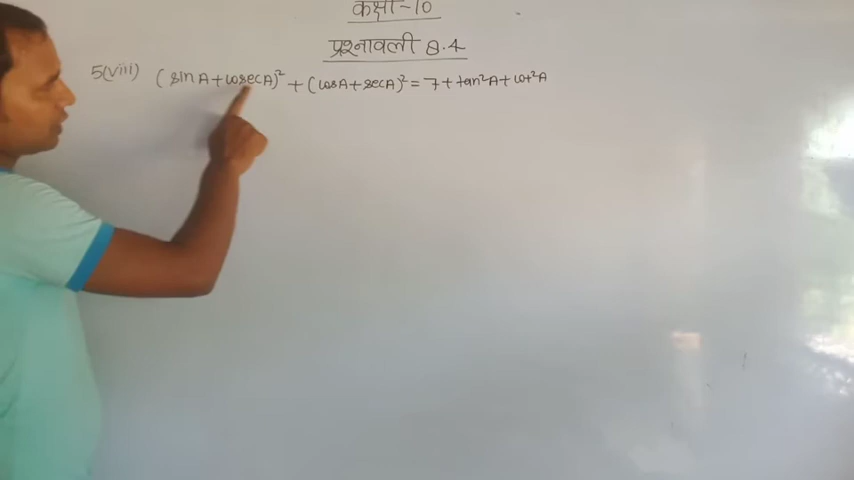 कक्षा-10
प्रश्नावली 8.4
5(viii) (sinA+cosecA)²+(cosA+secA)²=7+tan²A+cot²A